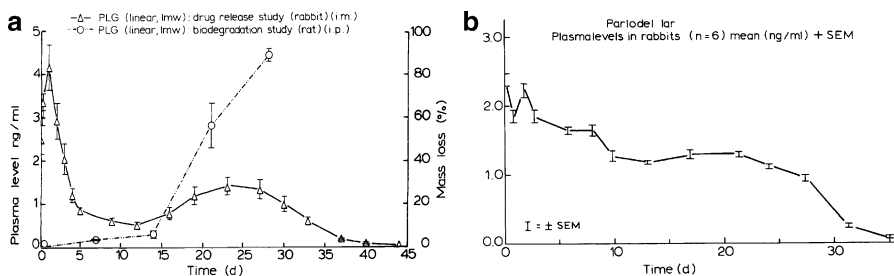 a
—△— PLG (linear, lmw): drug release study (rabbit)(i.m.)
--○-- PLG (linear, lmw): biodegradation study (rat)(i.p.)
5
4
3
2
1
0
Plasma level ng/ml
100
80
60
40
20
0
Mass loss (%)
0 5 10 15 20 25 30 35 40 45
Time (d)
b
Parlodel lar
Plasmalevels in rabbits (n=6) mean (ng/ml) + SEM
3.0
2.0
1.0
0.0
I = ± SEM
0 10 20 30
Time (d)